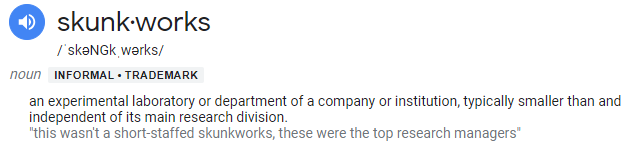 skunk·works
/ˈskəNGkˌwərks/
noun INFORMAL • TRADEMARK
an experimental laboratory or department of a company or institution, typically smaller than and
independent of its main research division.
"this wasn't a short-staffed skunkworks, these were the top research managers"